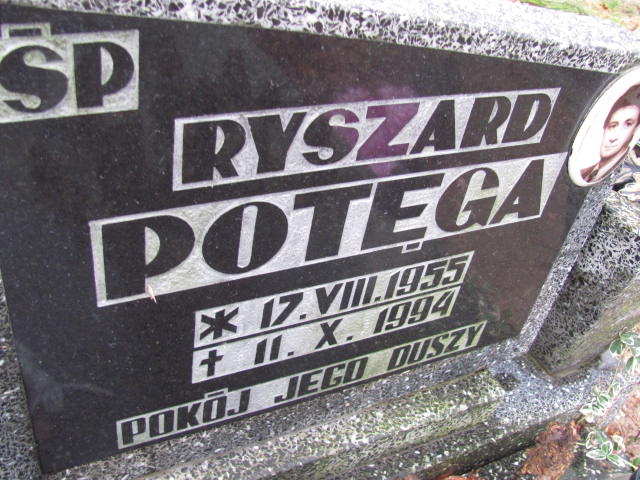 ŚP
RYSZARD
POTĘGA
* 17. VIII. 1955
✝ 11. X. 1994
POKÓJ JEGO DUSZY